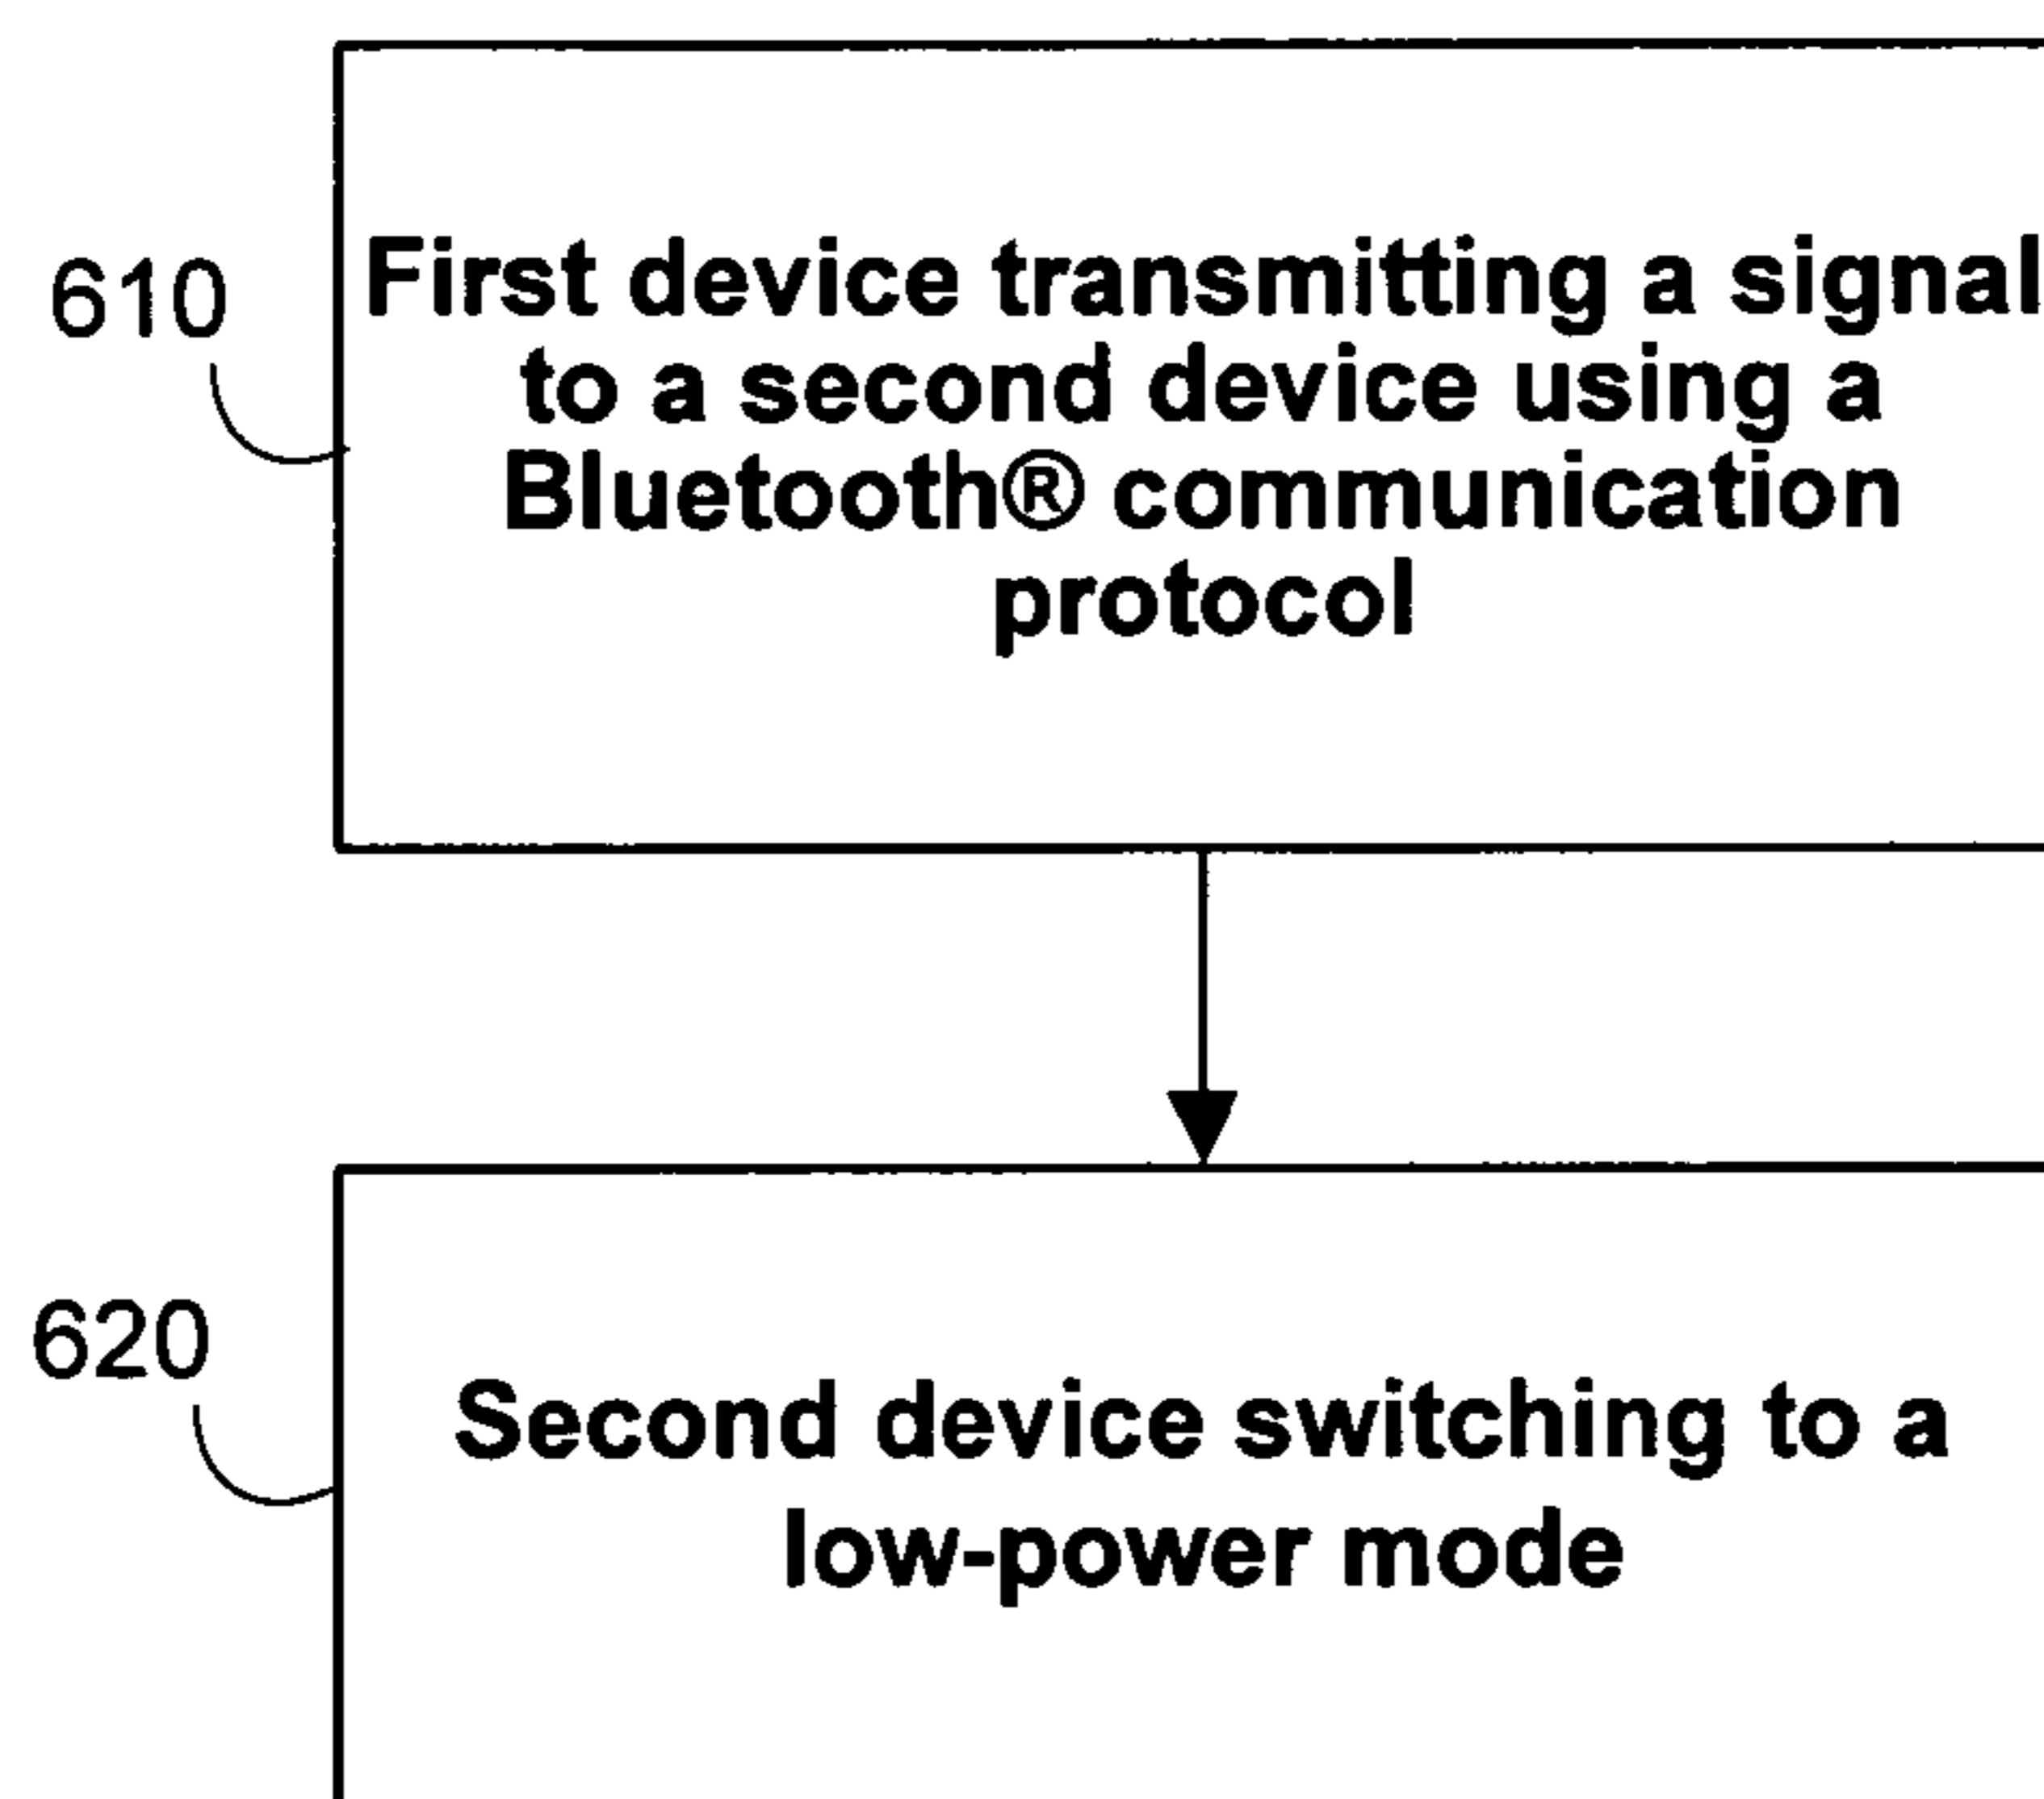 610
First device transmitting a signal
to a second device using a
Bluetooth® communication
protocol
620
Second device switching to a
low-power mode